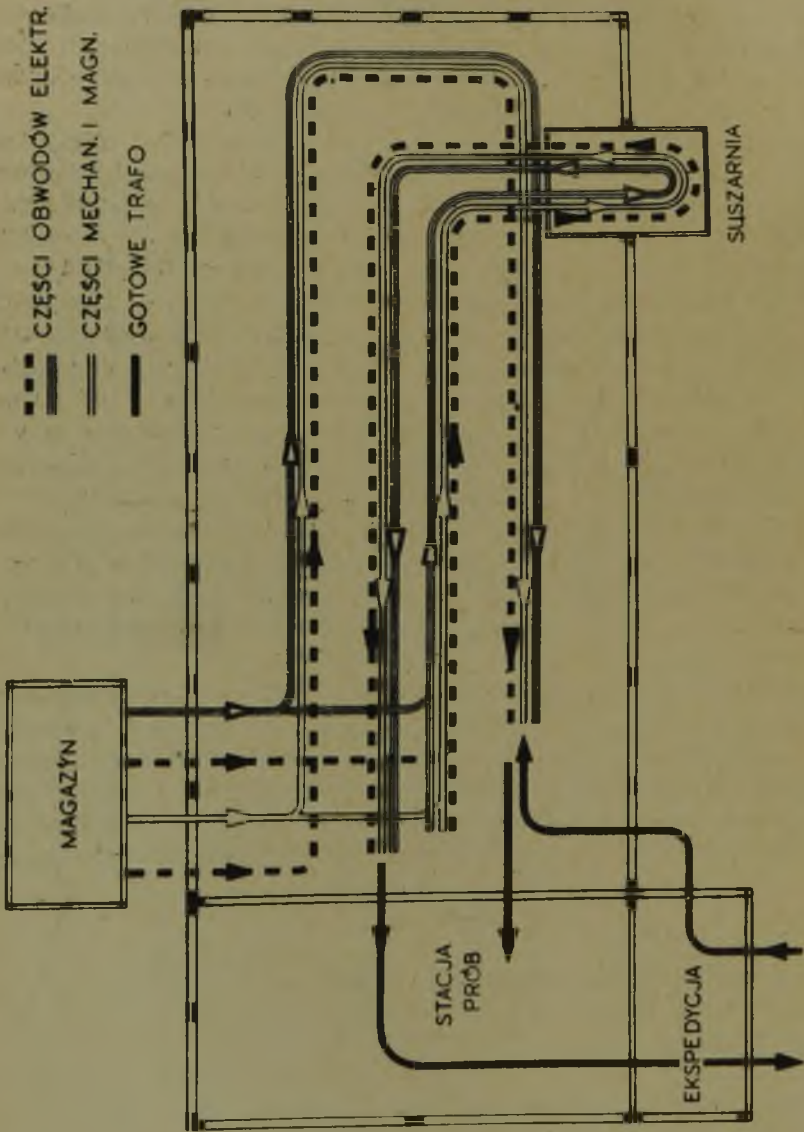 CZĘŚCI OBWODÓW ELEKTR.
CZĘŚCI MECHAN. I MAGN.
GOTOWE TRAFO
MAGAZYN
SUSZARNIA
STACJA
PRÓB
EKSPEDYCJA